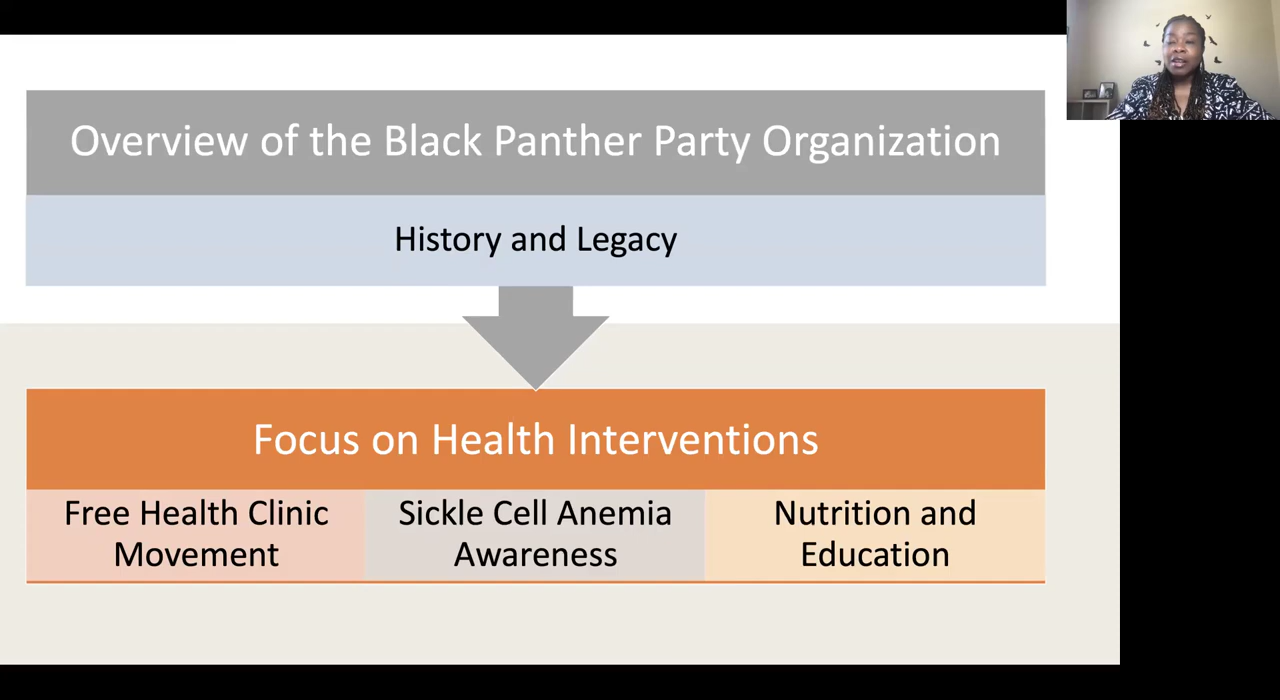 Overview of the Black Panther Party Organization
History and Legacy
Focus on Health Interventions
Free Health Clinic
Movement
Sickle Cell Anemia
Awareness
Nutrition and
Education